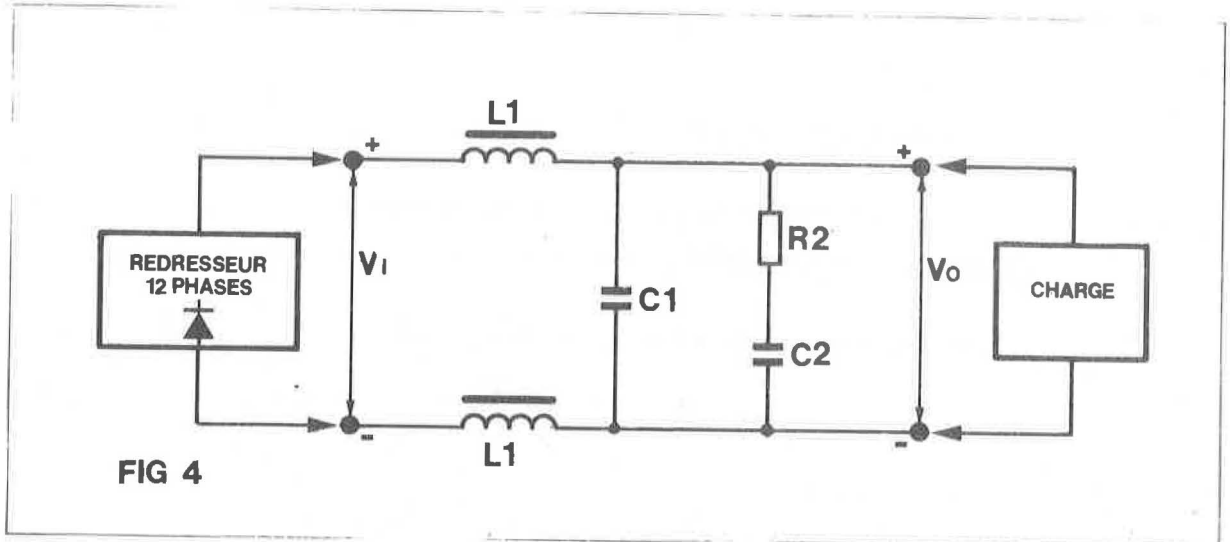 L1
+
+
REDRESSEUR
12 PHASES
VI
C1
R2
C2
VO
CHARGE
-
-
L1
FIG 4